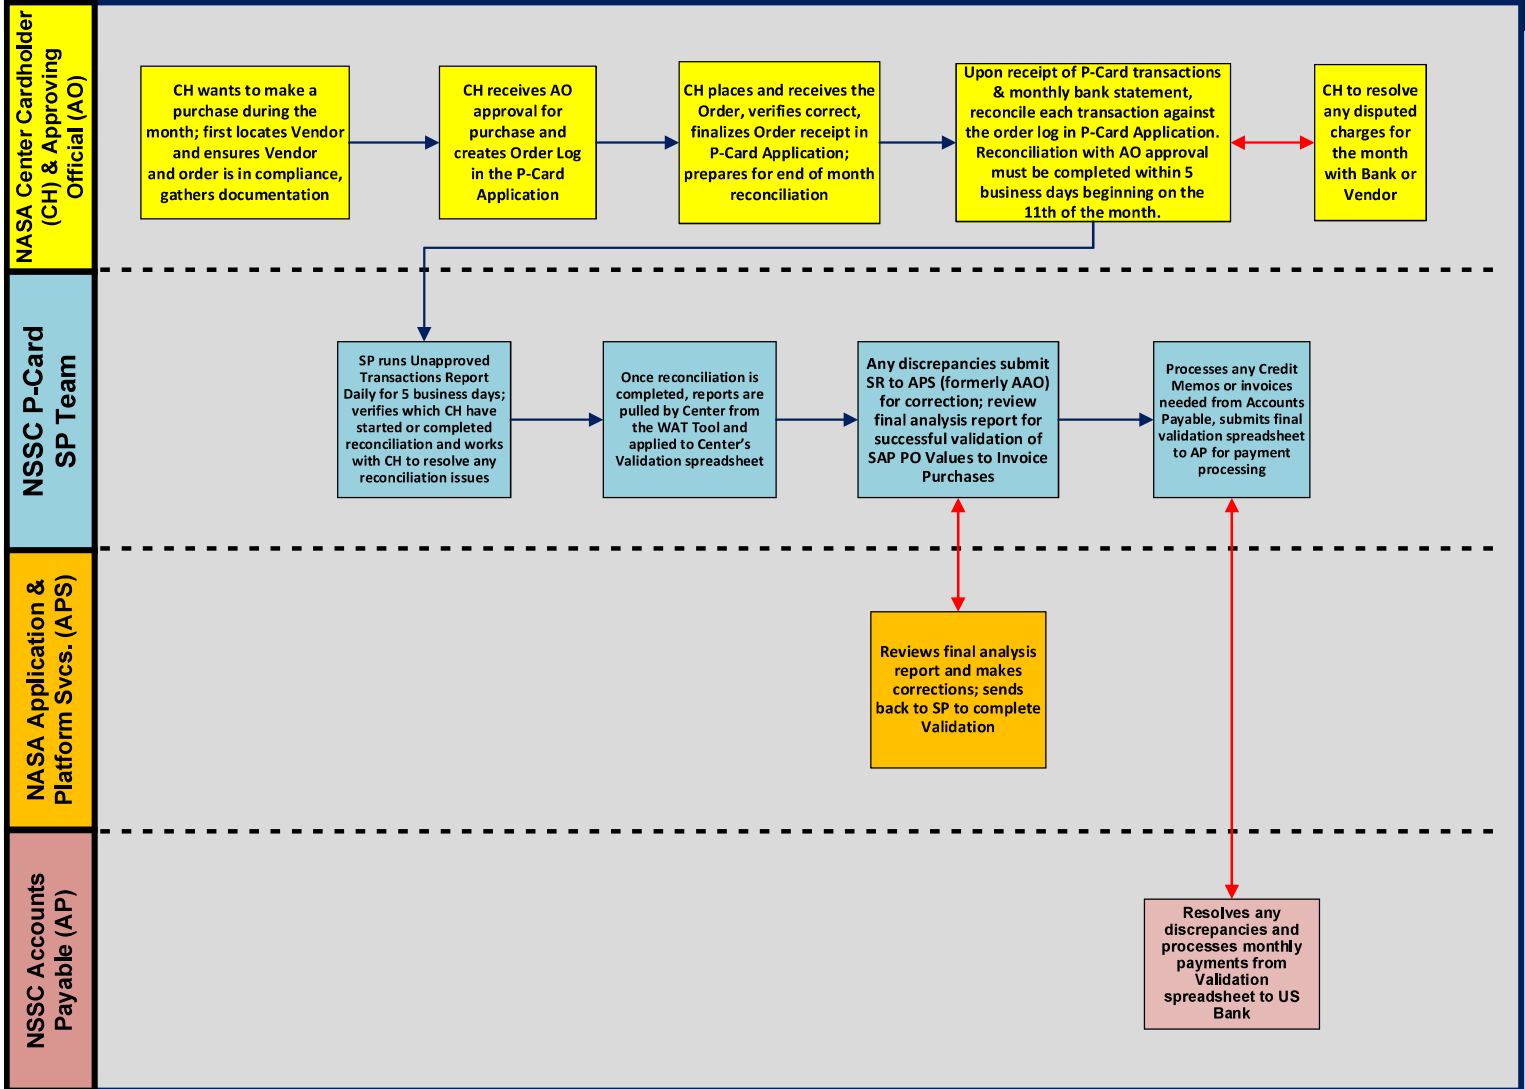 NASA Center Cardholder
(CH) & Approving
Official (AO)
CH wants to make a
purchase during the
month; first locates Vendor
and ensures Vendor
and order is in compliance,
gathers documentation
CH receives AO
approval for
purchase and
creates Order Log
in the P-Card
Application
CH places and receives the
Order, verifies correct,
finalizes Order receipt in
P-Card Application;
prepares for end of month
reconciliation
Upon receipt of P-Card transactions
& monthly bank statement,
reconcile each transaction against
the order log in P-Card Application.
Reconciliation with AO approval
must be completed within 5
business days beginning on the
11th of the month.
CH to resolve
any disputed
charges for
the month
with Bank or
Vendor
NSSC P-Card
SP Team
SP runs Unapproved
Transactions Report
Daily for 5 business days;
verifies which CH have
started or completed
reconciliation and works
with CH to resolve any
reconciliation issues
Once reconciliation is
completed, reports are
pulled by Center from
the WAT Tool and
applied to Center’s
Validation spreadsheet
Any discrepancies submit
SR to APS (formerly AAO)
for correction; review
final analysis report for
successful validation of
SAP PO Values to Invoice
Purchases
Processes any Credit
Memos or invoices
needed from Accounts
Payable, submits final
validation spreadsheet
to AP for payment
processing
NASA Application &
Platform Svcs. (APS)
Reviews final analysis
report and makes
corrections; sends
back to SP to complete
Validation
NSSC Accounts
Payable (AP)
Resolves any
discrepancies and
processes monthly
payments from
Validation
spreadsheet to US
Bank